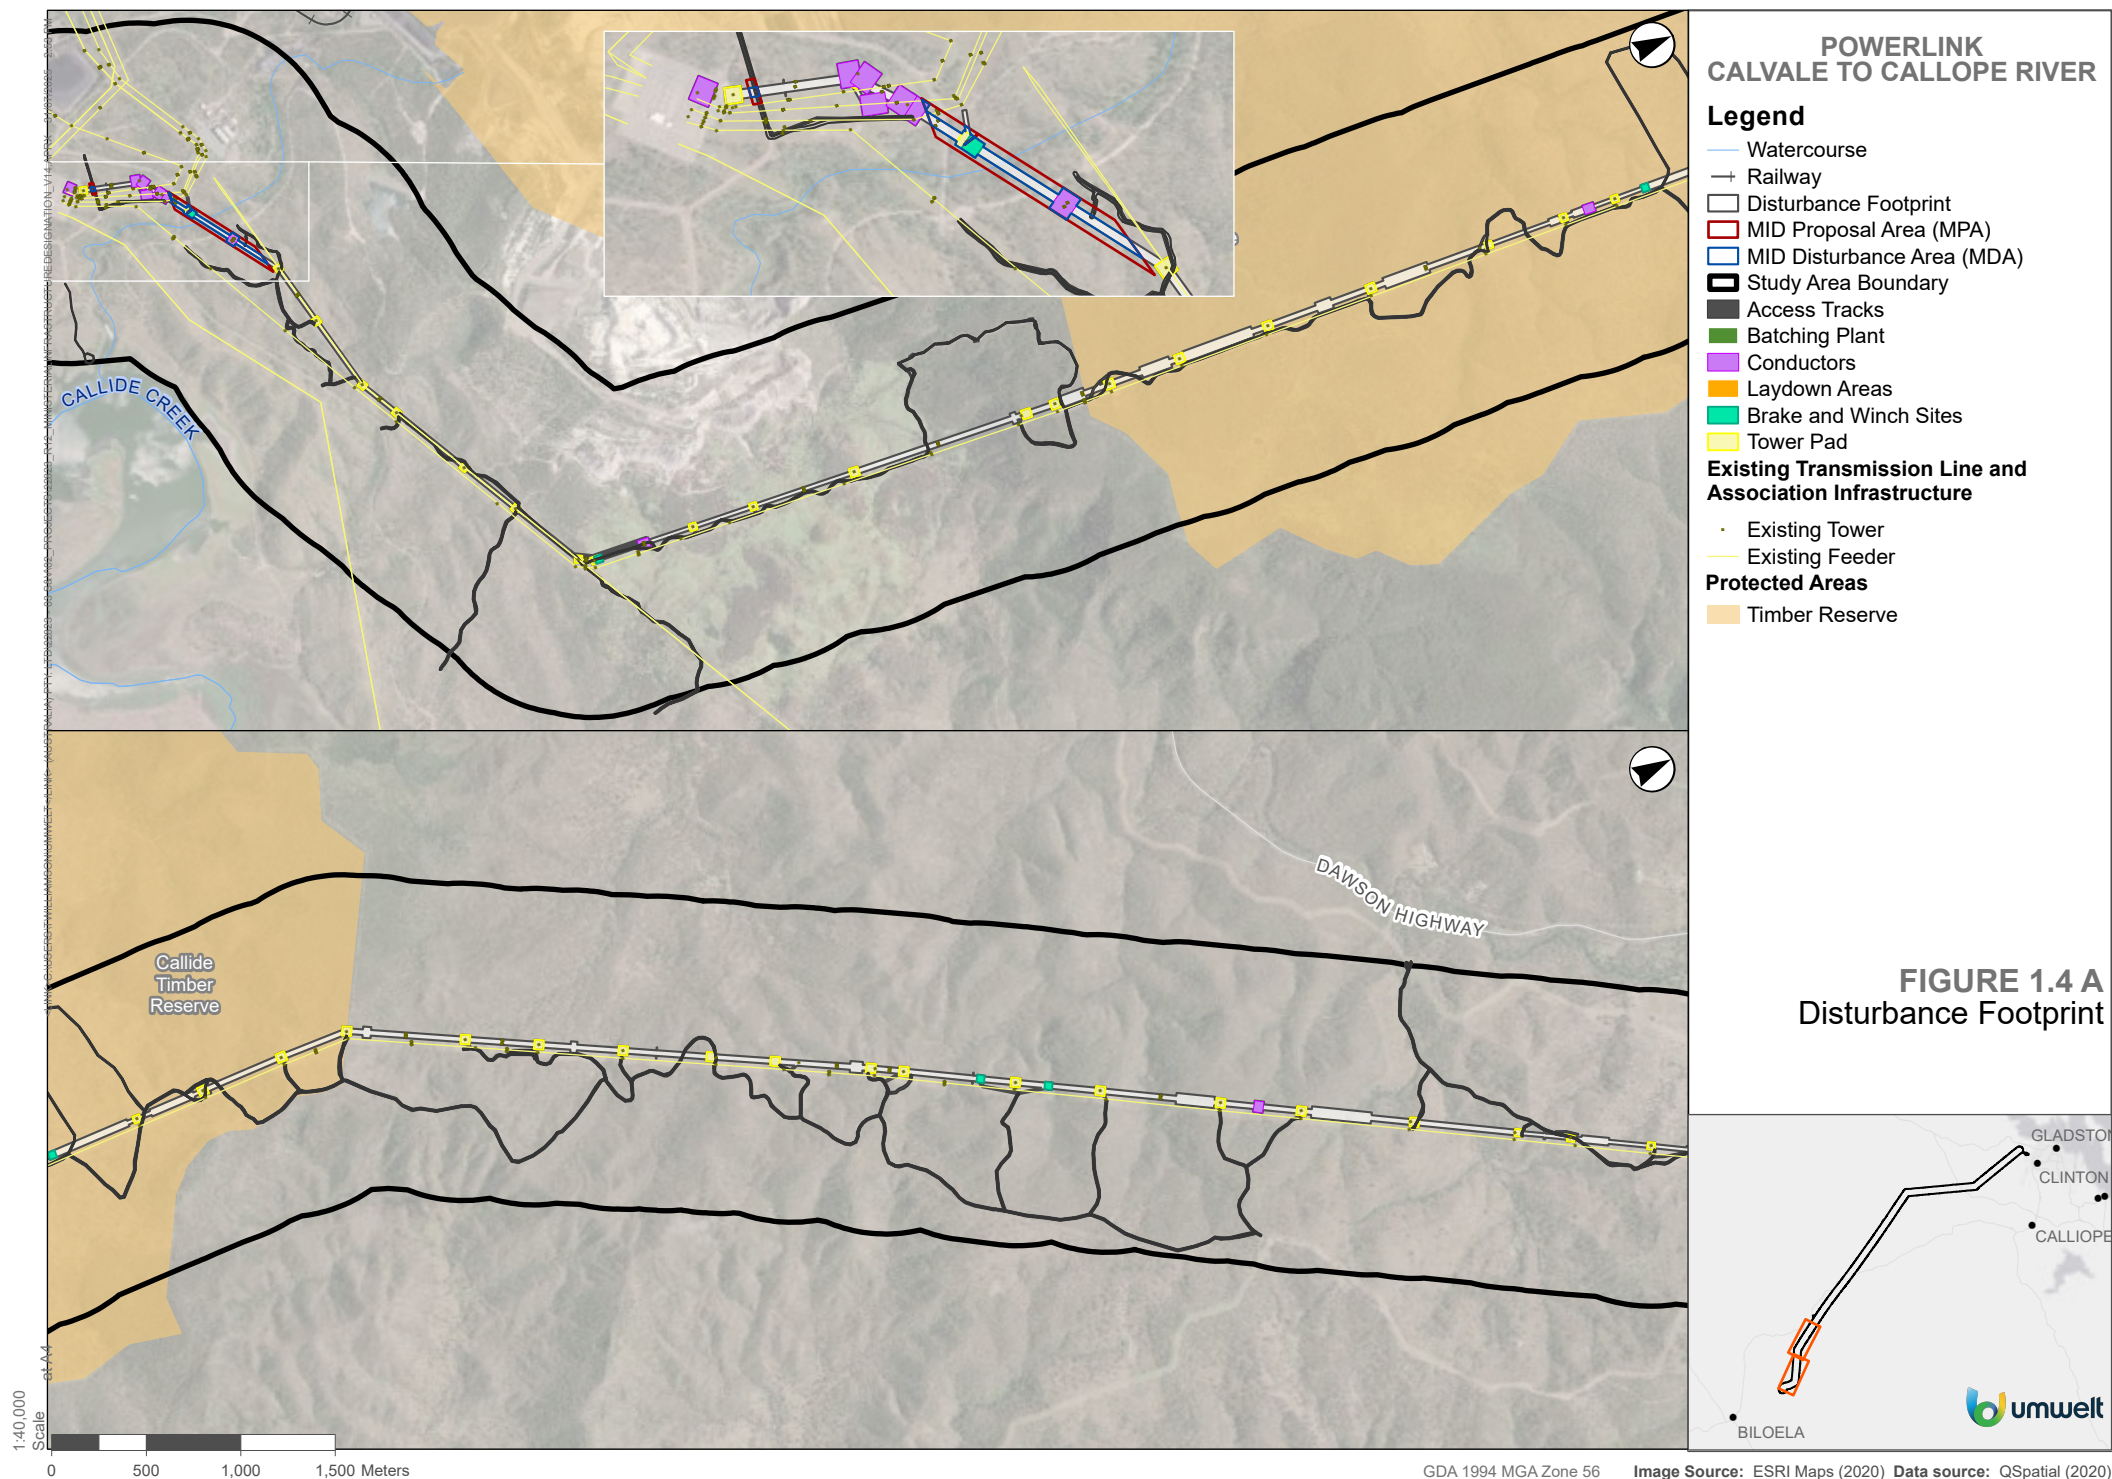 POWERLINK
CALVALE TO CALLOPE RIVER
Legend
Watercourse
Railway
Disturbance Footprint
MID Proposal Area (MPA)
MID Disturbance Area (MDA)
Study Area Boundary
Access Tracks
Batching Plant
Conductors
Laydown Areas
Brake and Winch Sites
Tower Pad
Existing Transmission Line and
Association Infrastructure
Existing Tower
Existing Feeder
Protected Areas
Timber Reserve
CALLIDE CREEK
DAWSON HIGHWAY
Callide
Timber
Reserve
FIGURE 1.4 A
Disturbance Footprint
GLADSTON
CLINTON
CALLIOPE
BILOELA
umwelt
1:40,000
Scale
at A4
0 500 1,000 1,500 Meters
GDA 1994 MGA Zone 56 Image Source: ESRI Maps (2020) Data source: QSpatial (2020)